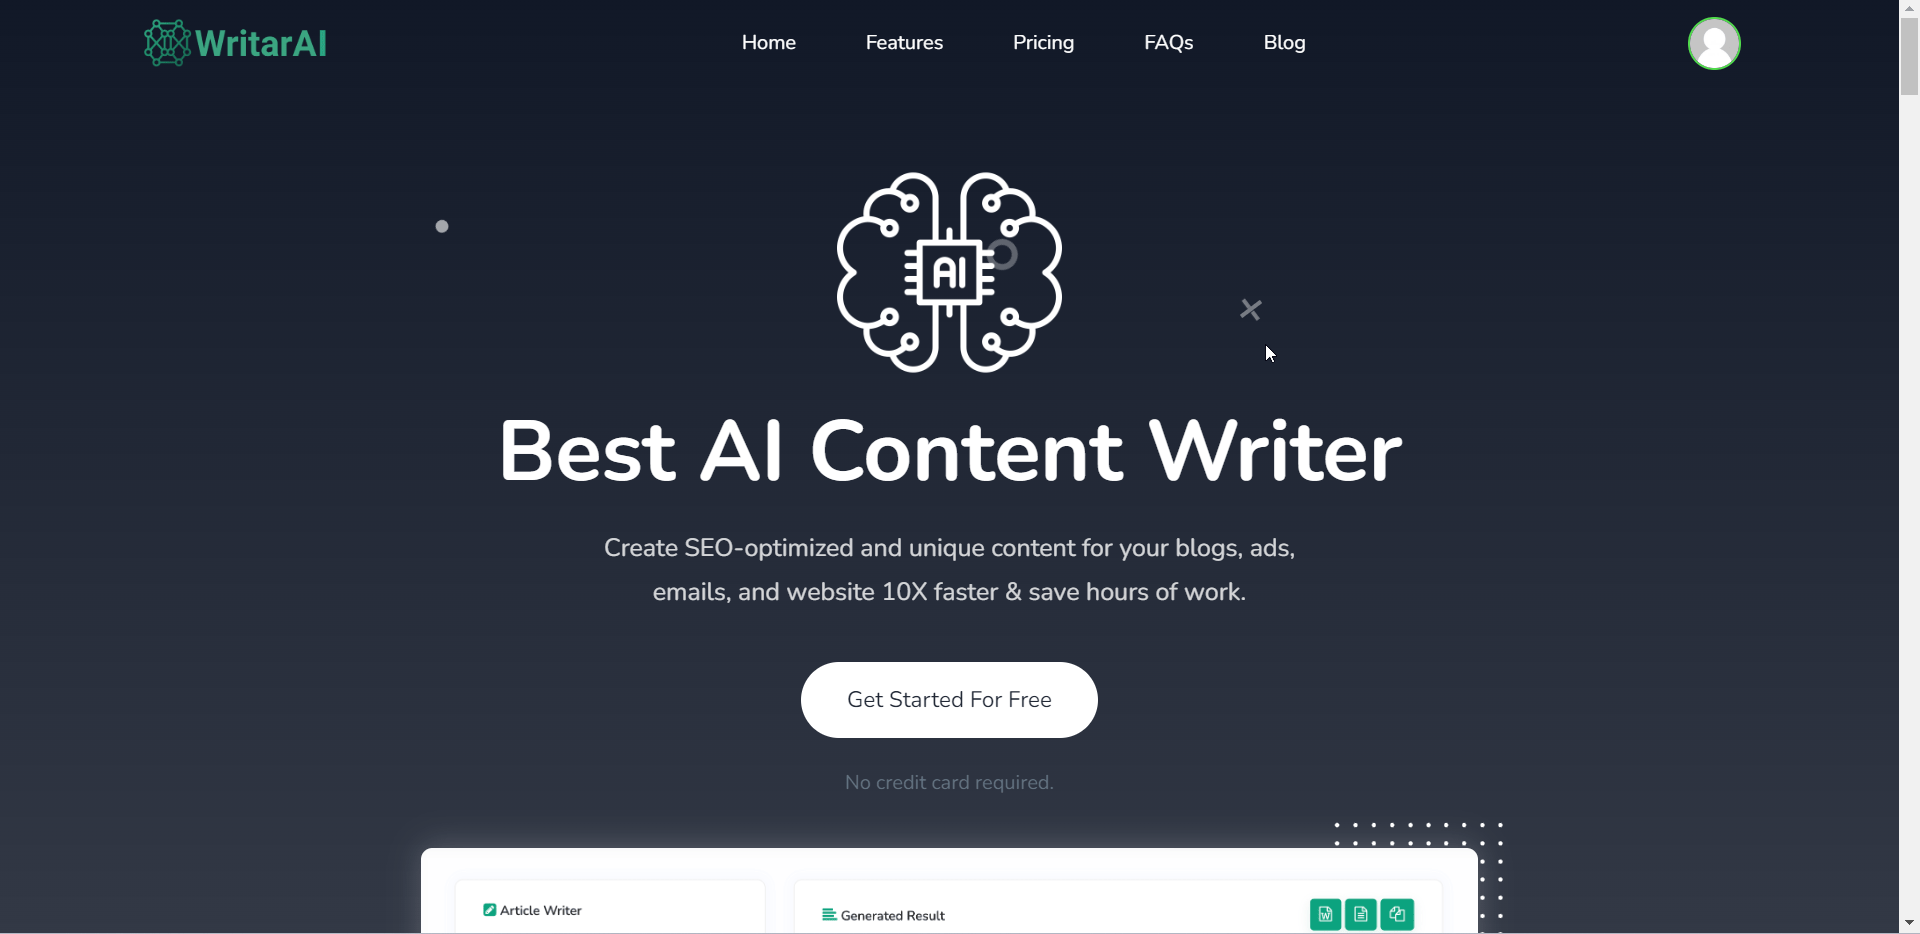 WritarAI
Home Features Pricing FAQs Blog
AI
Best AI Content Writer
Create SEO-optimized and unique content for your blogs, ads,
emails, and website 10X faster & save hours of work.
Get Started For Free
No credit card required.
Article Writer
Generated Result
W